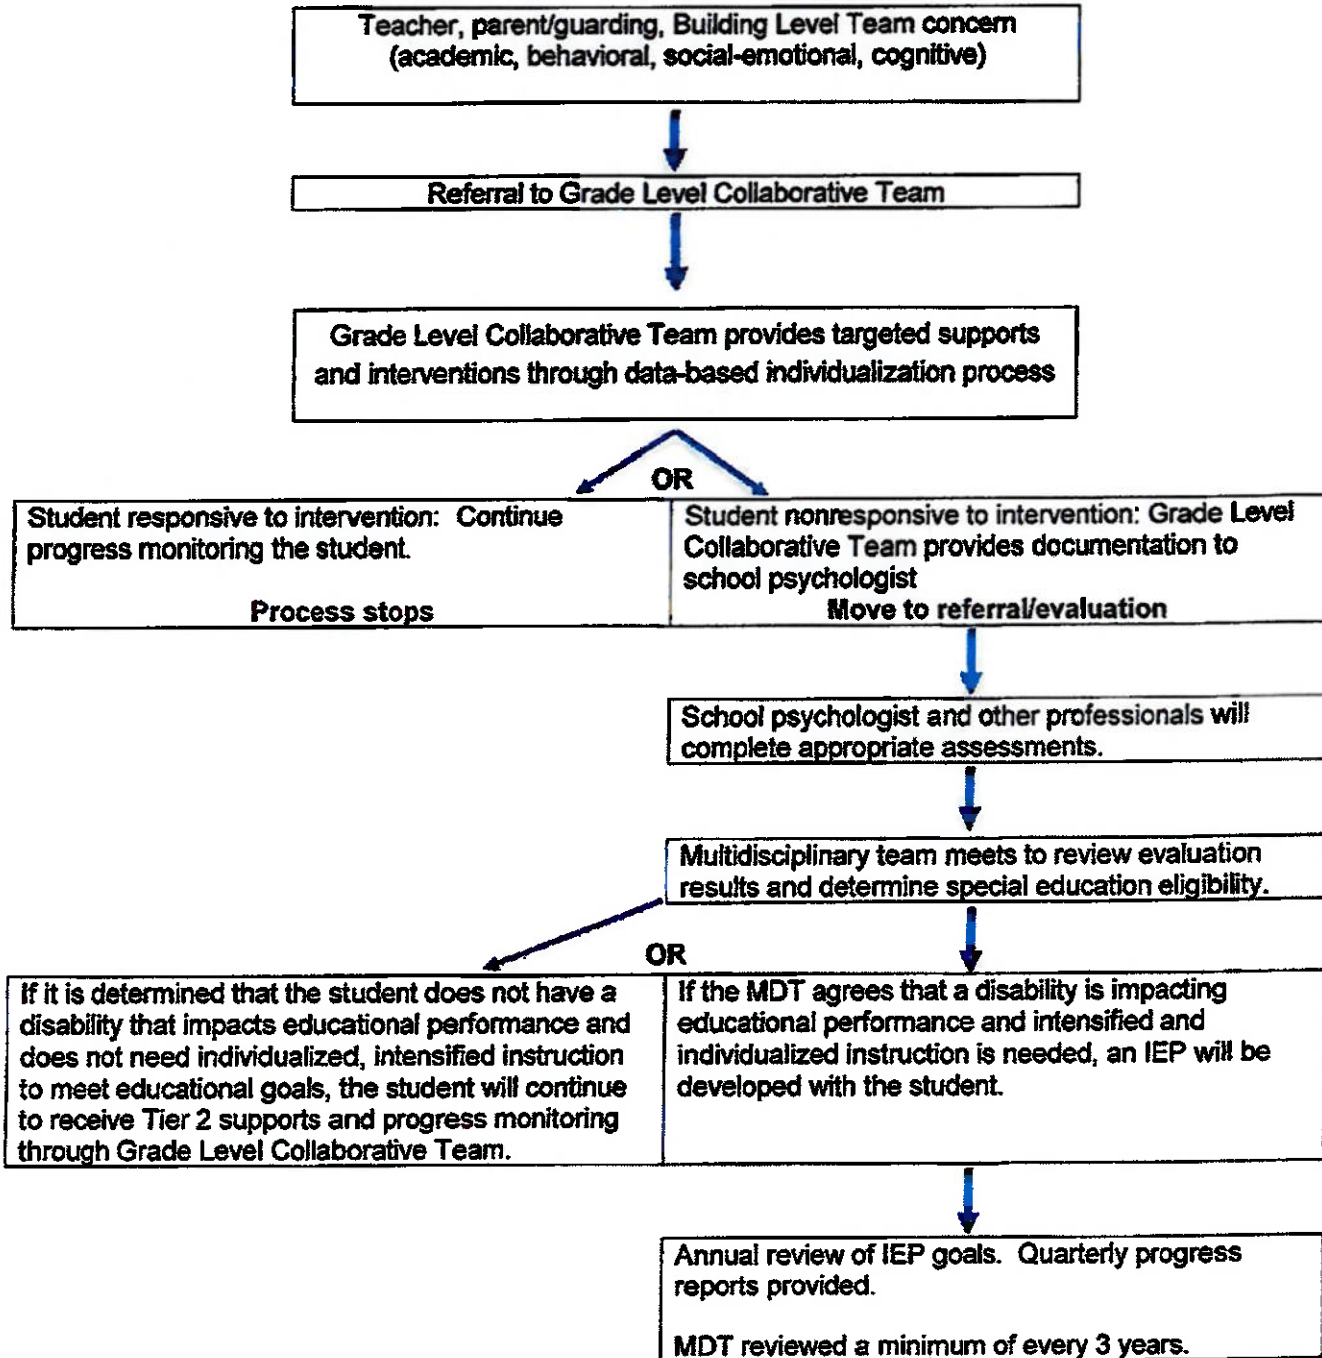 Teacher, parent/guarding, Building Level Team concern
(academic, behavioral, social-emotional, cognitive)
Referral to Grade Level Collaborative Team
Grade Level Collaborative Team provides targeted supports
and interventions through data-based individualization process
OR
Student responsive to intervention: Continue
progress monitoring the student.
Process stops
Student nonresponsive to intervention: Grade Level
Collaborative Team provides documentation to
school psychologist
Move to referral/evaluation
School psychologist and other professionals will
complete appropriate assessments.
Multidisciplinary team meets to review evaluation
results and determine special education eligibility.
OR
If it is determined that the student does not have a
disability that impacts educational performance and
does not need individualized, intensified instruction
to meet educational goals, the student will continue
to receive Tier 2 supports and progress monitoring
through Grade Level Collaborative Team.
If the MDT agrees that a disability is impacting
educational performance and intensified and
individualized instruction is needed, an IEP will be
developed with the student.
Annual review of IEP goals. Quarterly progress
reports provided.
MDT reviewed a minimum of every 3 years.